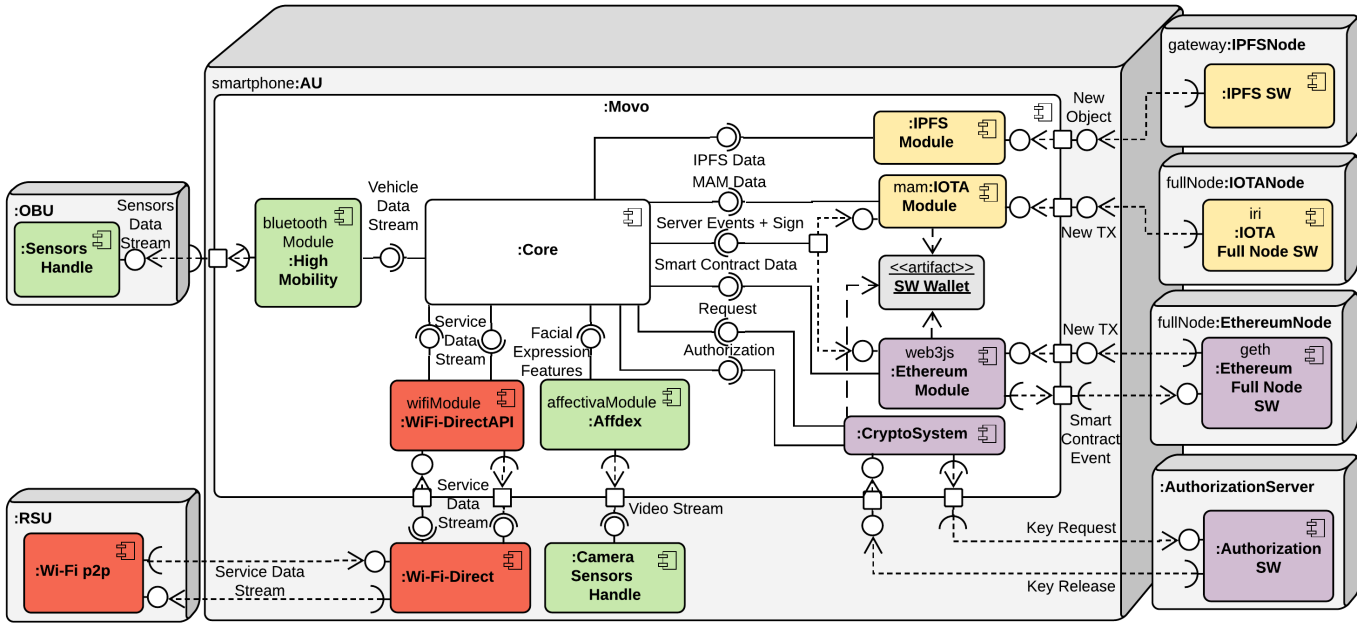 gateway:IPFSNode
:IPFS SW
smartphone:AU
:Movo
New
Object
:IPFS
Module
IPFS Data
MAM Data
mam:IOTA
Module
fullNode:IOTANode
iri
:IOTA
Full Node SW
New TX
:OBU
Sensors
Data
Stream
:Sensors
Handle
bluetooth
Module
:High
Mobility
Vehicle
Data
Stream
:Core
Server Events + Sign
Smart Contract Data
Request
Authorization
<<artifact>>
SW Wallet
New TX
fullNode:EthereumNode
geth
:Ethereum
Full Node
SW
web3js
:Ethereum
Module
Smart
Contract
Event
Service
Data
Stream
Facial
Expression
Features
wifiModule
:WiFi-DirectAPI
affectivaModule
:Affdex
:CryptoSystem
:AuthorizationServer
:Authorization
SW
Key Request
Key Release
Service
Data
Stream
Video Stream
:RSU
:Wi-Fi p2p
Service Data
Stream
:Wi-Fi-Direct
:Camera
Sensors
Handle